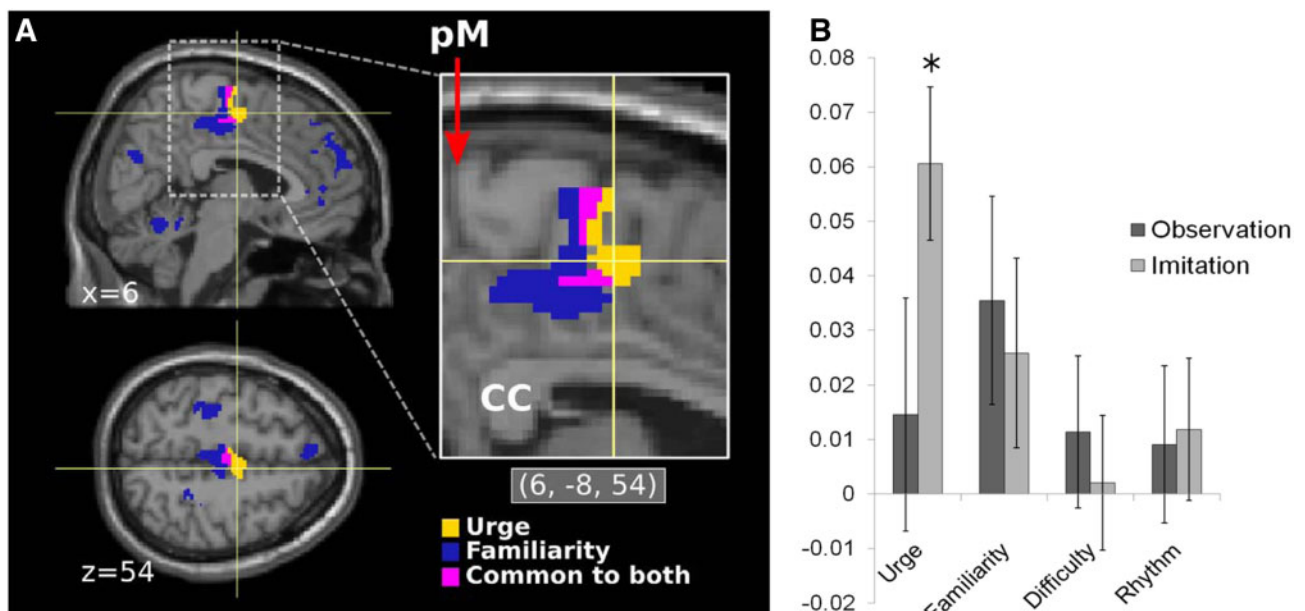 A
pM
x=6
CC
(6, -8, 54)
z=54
Urge
Familiarity
Common to both
B
0.08
*
0.07
0.06
0.05
0.04
0.03
0.02
0.01
0
-0.01
-0.02
Observation
Imitation
Urge
Familiarity
Difficulty
Rhythm